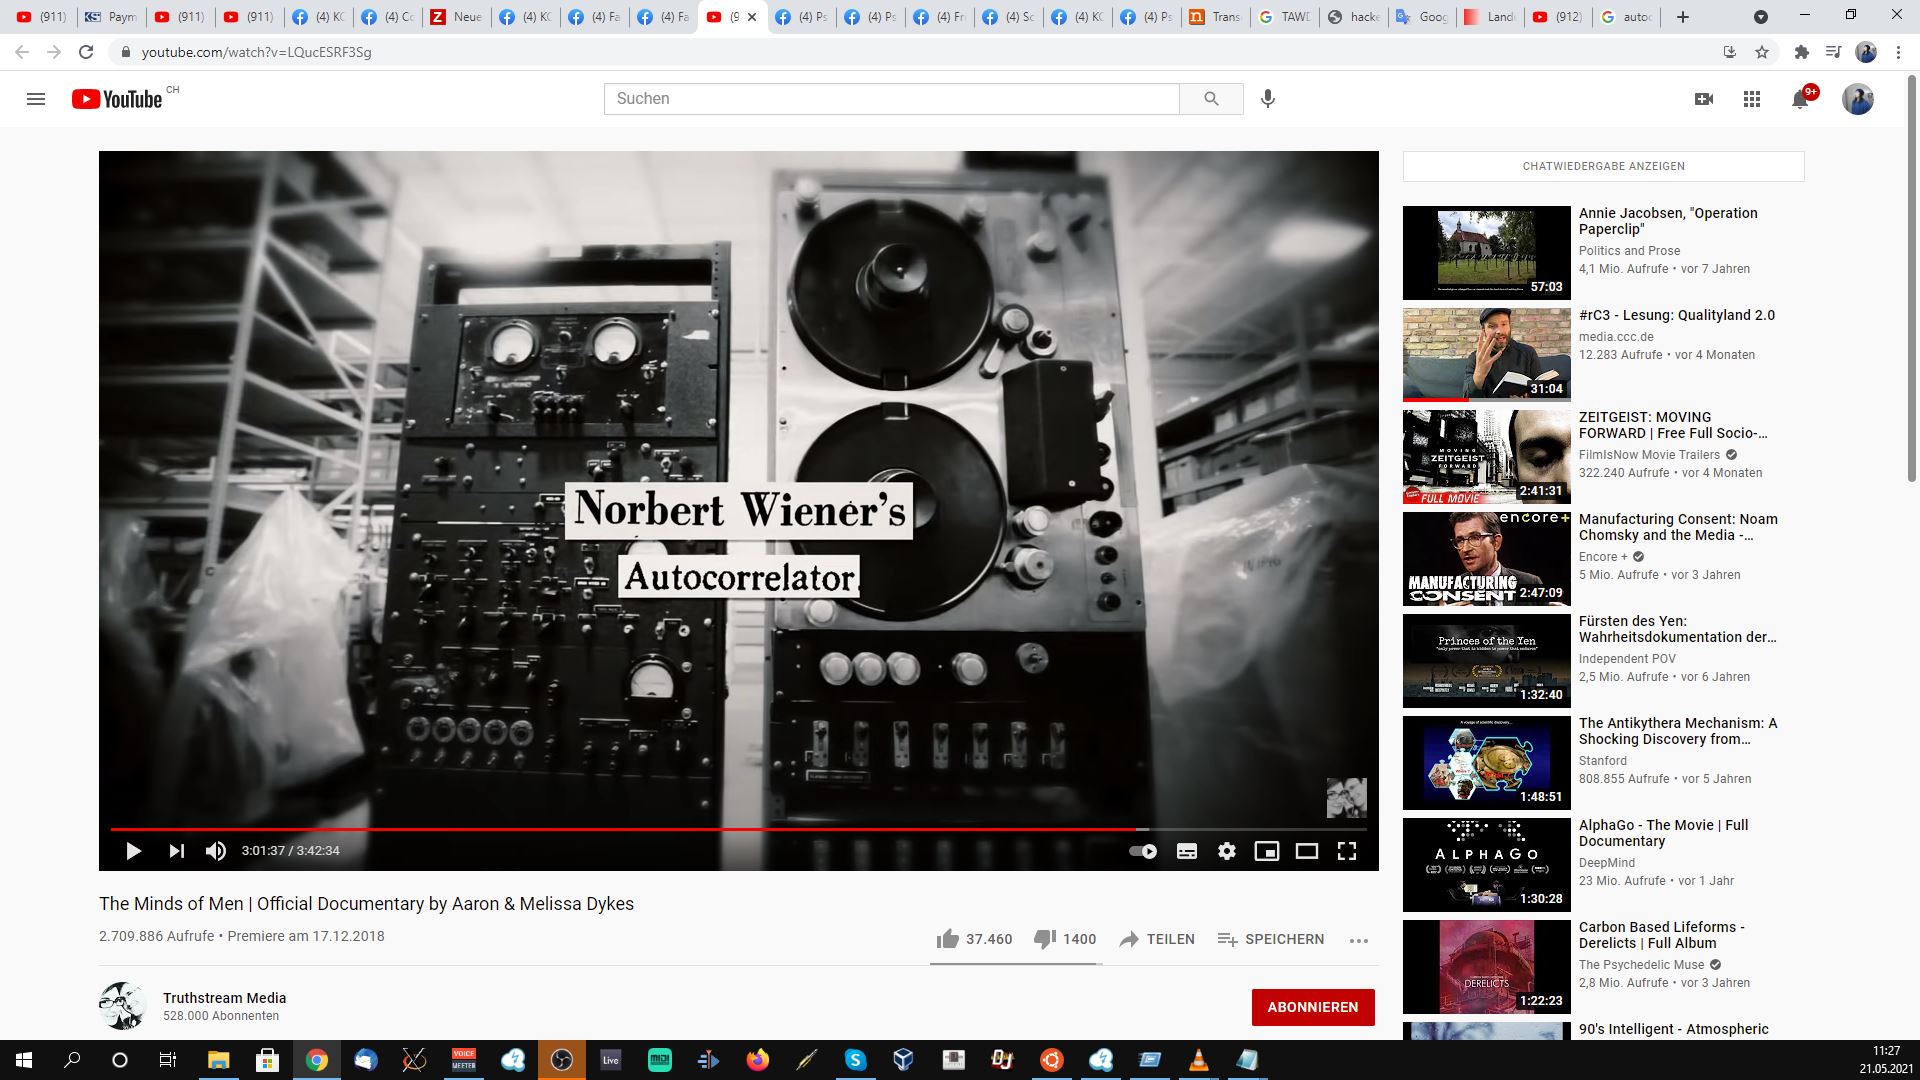 (911)
Paym
(911)
(911)
(4) KC
(4) Cc
Neue
(4) KC
(4) Fa
(4) Fa
(4) Ps
(4) Ps
(4) Fr
(4) Sc
(4) KC
(4) Ps
Trans
TAWD
hacke
Goog
Land
(912)
autoc
youtube.com/watch?v=LQucESRF3Sg
YouTube CH
Suchen
9+
Norbert Wiener's
Autocorrelator.
3:01:37 / 3:42:34
The Minds of Men | Official Documentary by Aaron & Melissa Dykes
2.709.886 Aufrufe • Premiere am 17.12.2018
37.460
1400
TEILEN
SPEICHERN
Truthstream Media
528.000 Abonnenten
ABONNIEREN
CHATWIEDERGABE ANZEIGEN
57:03
Annie Jacobsen, "Operation
Paperclip"
Politics and Prose
4,1 Mio. Aufrufe • vor 7 Jahren
31:04
#rC3 - Lesung: Qualityland 2.0
media.ccc.de
12.283 Aufrufe • vor 4 Monaten
MOVING
ZEITGEIST
FORWARD
FULL MOVIE
2:41:31
ZEITGEIST: MOVING
FORWARD | Free Full Socio-...
FilmIsNow Movie Trailers
322.240 Aufrufe • vor 4 Monaten
encore+
MANUFACTURING
CONSENT
2:47:09
Manufacturing Consent: Noam
Chomsky and the Media -...
Encore +
5 Mio. Aufrufe • vor 3 Jahren
Princes of the Yen
1:32:40
Fürsten des Yen:
Wahrheitsdokumentation der...
Independent POV
2,5 Mio. Aufrufe • vor 6 Jahren
1:48:51
The Antikythera Mechanism: A
Shocking Discovery from...
Stanford
808.855 Aufrufe • vor 5 Jahren
ALPHAGO
1:30:28
AlphaGo - The Movie | Full
Documentary
DeepMind
23 Mio. Aufrufe • vor 1 Jahr
DERELICTS
1:22:23
Carbon Based Lifeforms -
Derelicts | Full Album
The Psychedelic Muse
2,8 Mio. Aufrufe • vor 3 Jahren
90's Intelligent - Atmospheric
VOICE
MEETER
Live
MIDI
11:27
21.05.2021